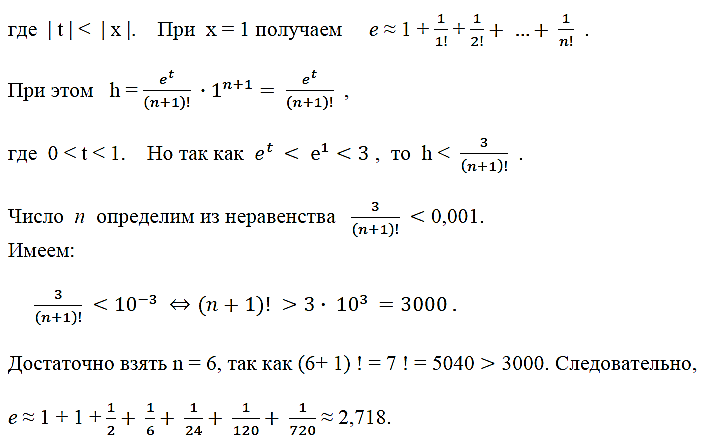 где | t | < | x |. При x = 1 получаем e ≈ 1 + 1/1! + 1/2! + … + 1/n! .
При этом h = e^t/(n+1)! · 1^(n+1) = e^t/(n+1)! ,
где 0 < t < 1. Но так как e^t < e^1 < 3 , то h < 3/(n+1)! .
Число n определим из неравенства 3/(n+1)! < 0,001.
Имеем:
3/(n+1)! < 10^(−3) ⇔ (n + 1)! > 3 · 10^3 = 3000 .
Достаточно взять n = 6, так как (6+ 1) ! = 7 ! = 5040 > 3000. Следовательно,
e ≈ 1 + 1 + 1/2 + 1/6 + 1/24 + 1/120 + 1/720 ≈ 2,718.